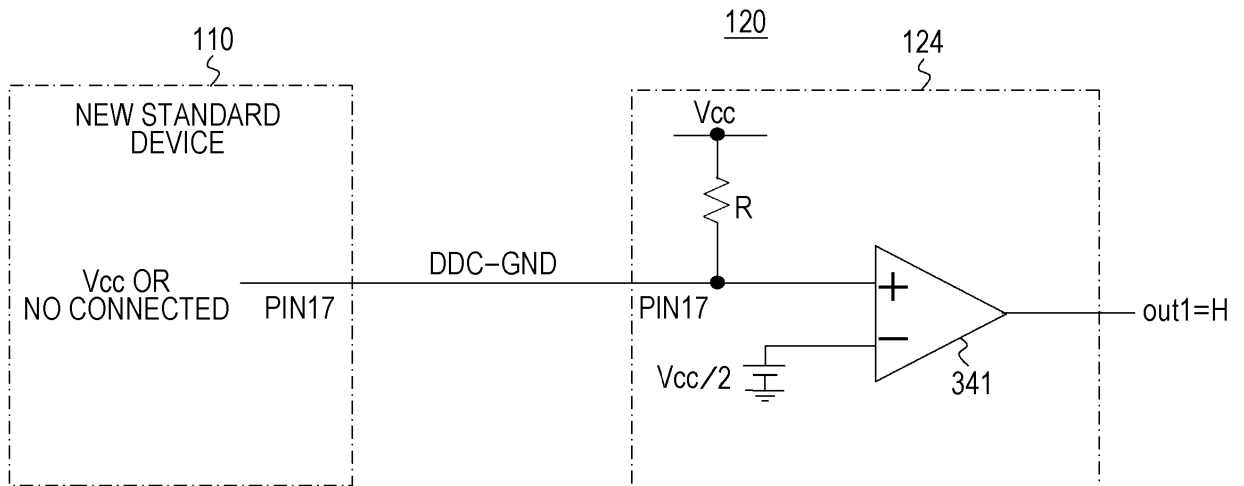 120
110
124
NEW STANDARD
DEVICE
Vcc
R
DDC-GND
Vcc OR
NO CONNECTED
PIN17
PIN17
+
−
out1=H
Vcc/2
341